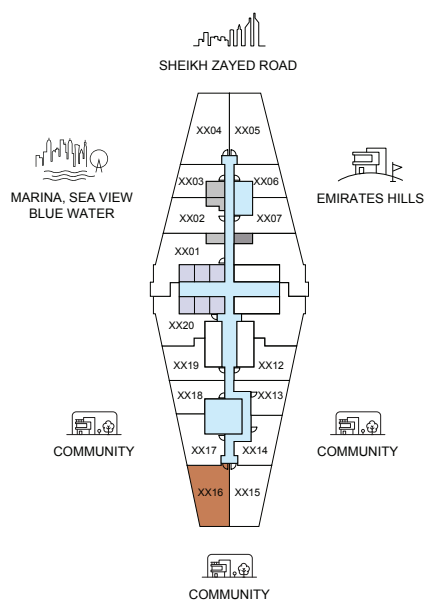 SHEIKH ZAYED ROAD
XX04 XX05
XX03 XX06
MARINA, SEA VIEW
BLUE WATER
EMIRATES HILLS
XX02 XX07
XX01
XX20
XX19 XX12
XX18 XX13
COMMUNITY
COMMUNITY
XX17 XX14
XX16 XX15
COMMUNITY